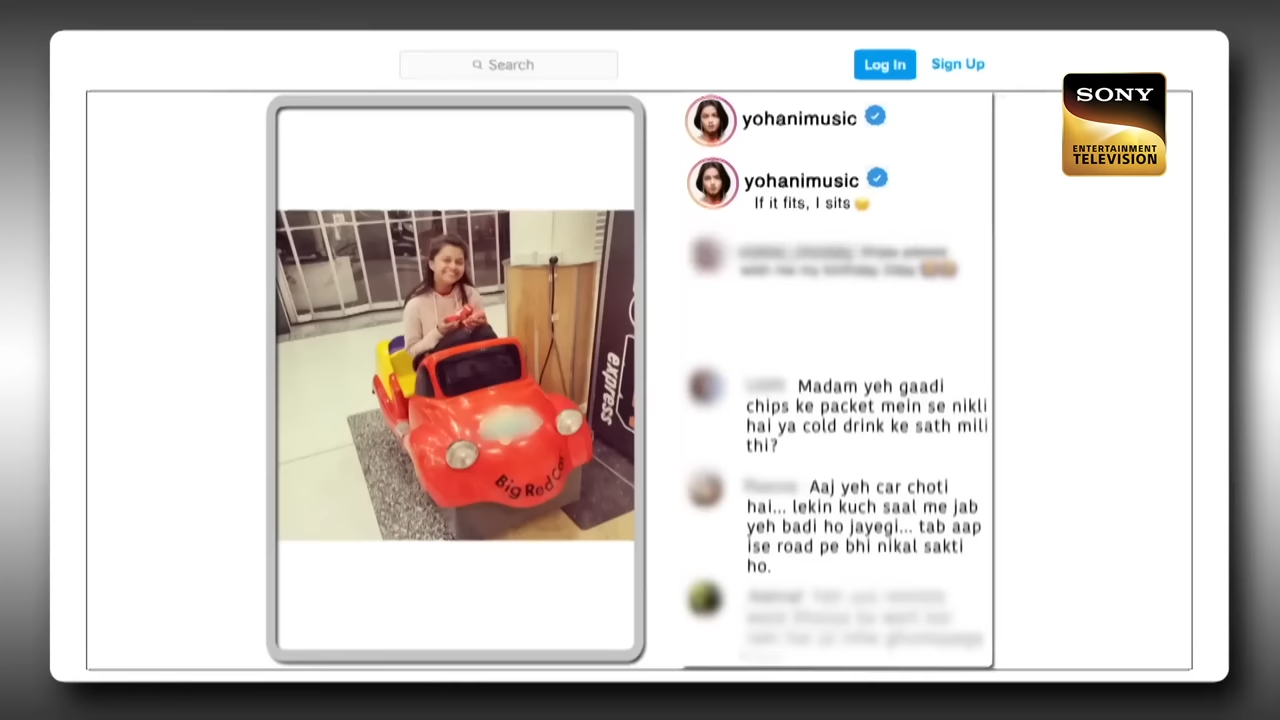 Search
Log In
Sign Up
SONY
ENTERTAINMENT
TELEVISION
yohanimusic
yohanimusic
If it fits, I sits
Madam yeh gaadi
chips ke packet mein se nikli
hai ya cold drink ke sath mili
thi?
Aaj yeh car choti
hai... lekin kuch saal me jab
yeh badi ho jayegi... tab aap
ise road pe bhi nikal sakti
ho.
express
Big Red Car